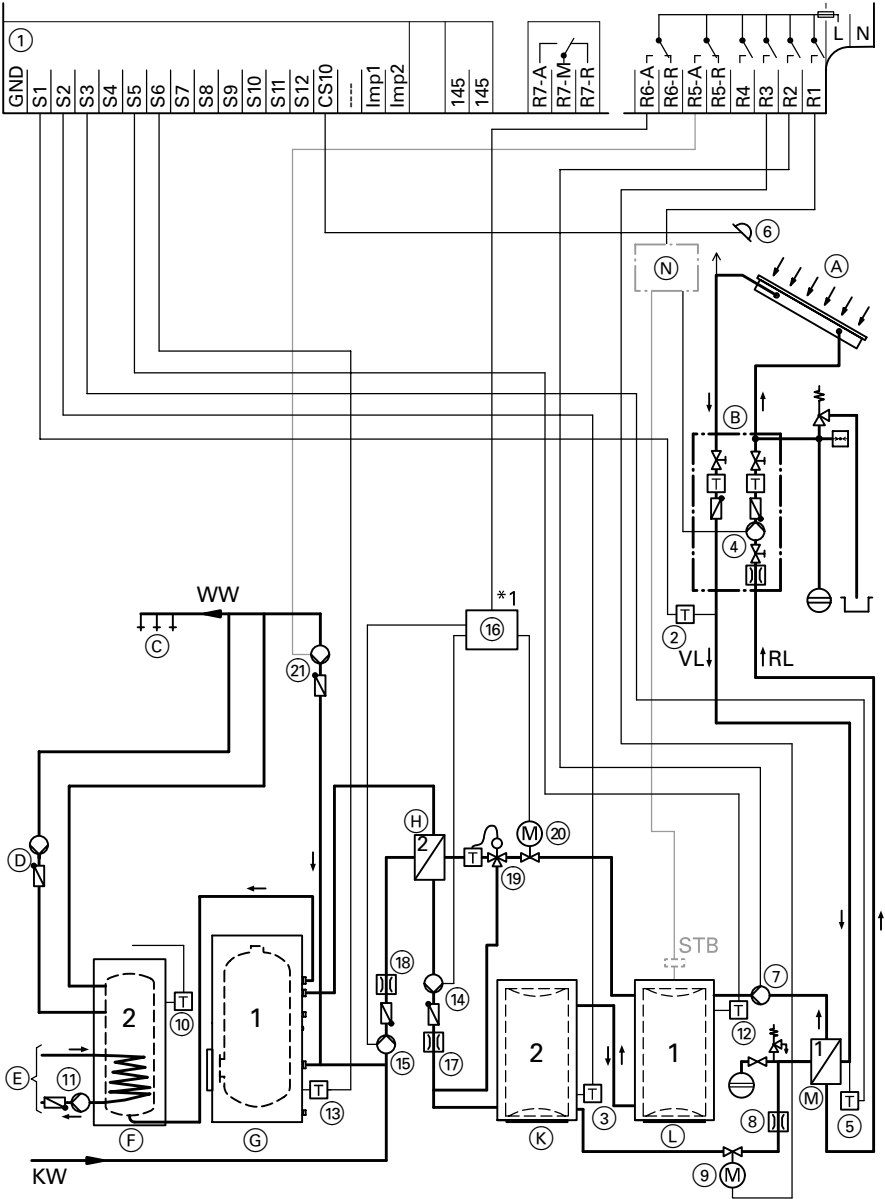 1
L N
GND S1 S2 S3 S4 S5 S6 S7 S8 S9 S10 S11 S12 CS10 ---- Imp1 Imp2 145 145 R7-A R7-M R7-R R6-A R6-R R5-A R5-R R4 R3 R2 R1
6
N A
B
4
WW *1
C 16 2
21 VL RL
H 2 M 20
D T 19
STB
18 7
2 1 T 10 14 T 12
E 11 15 17 2 1 1
T 13 T 3 M T
8 5
F G K L
KW 9 M
T T
T